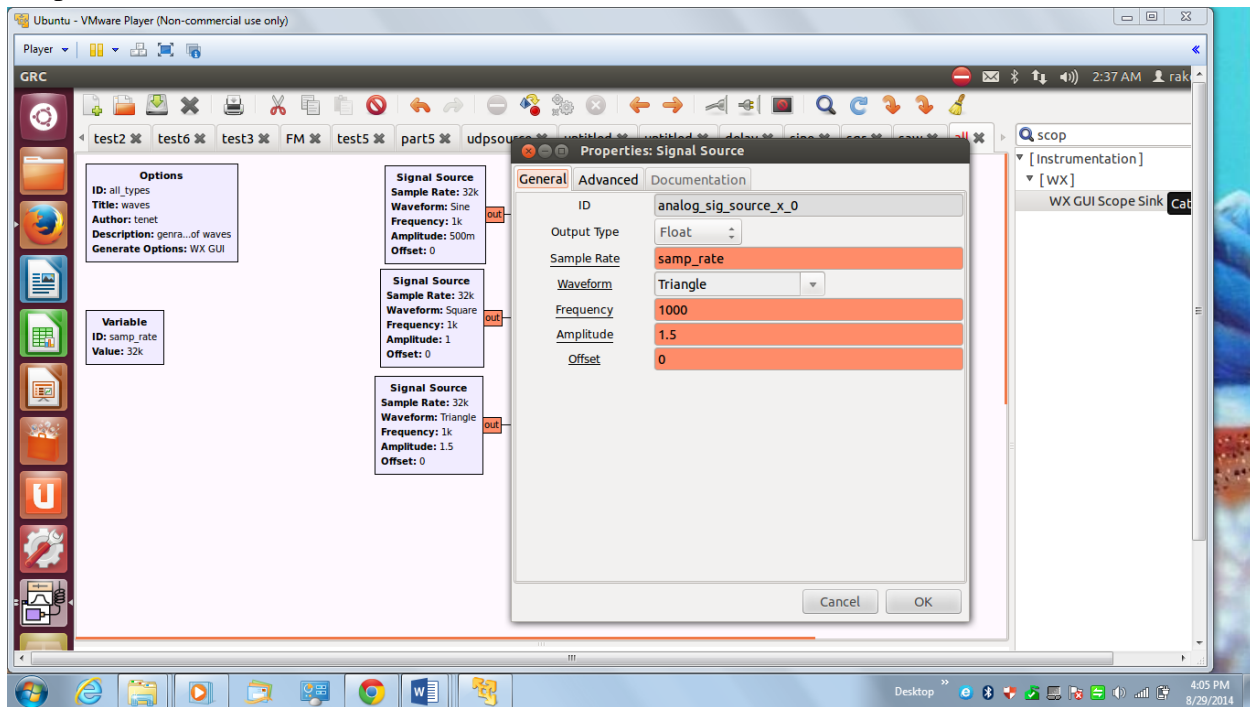 Ubuntu - VMware Player (Non-commercial use only)
Player
GRC
2:37 AM
test2 test6 test3 FM test5 part5
Properties: Signal Source
scop
General Advanced Documentation
[Instrumentation]
[WX]
WX GUI Scope Sink
Options
ID: all_types
Title: waves
Author: tenet
Description: genra...of waves
Generate Options: WX GUI
Variable
ID: samp_rate
Value: 32k
Signal Source
Sample Rate: 32k
Waveform: Sine
Frequency: 1k
Amplitude: 500m
Offset: 0
out
Signal Source
Sample Rate: 32k
Waveform: Square
Frequency: 1k
Amplitude: 1
Offset: 0
out
Signal Source
Sample Rate: 32k
Waveform: Triangle
Frequency: 1k
Amplitude: 1.5
Offset: 0
out
ID analog_sig_source_x_0
Output Type Float
Sample Rate samp_rate
Waveform Triangle
Frequency 1000
Amplitude 1.5
Offset 0
Cancel OK
Desktop
4:05 PM
8/29/2014